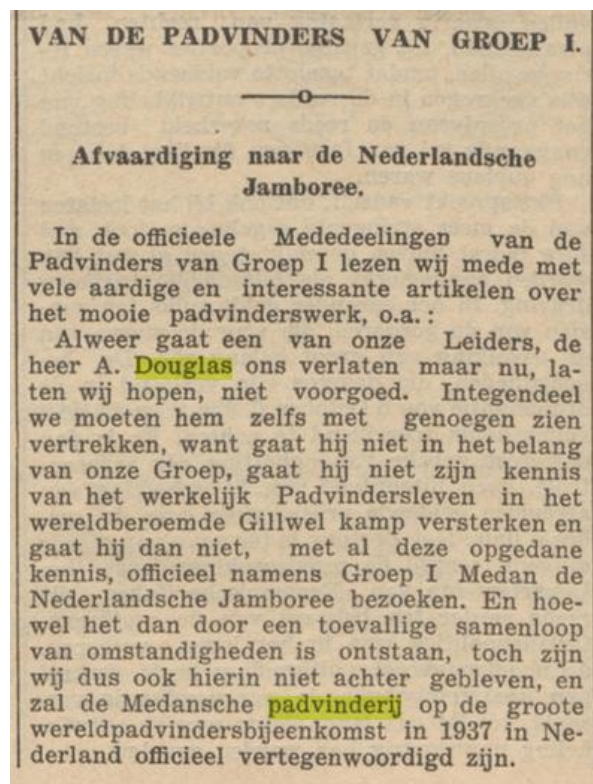 VAN DE PADVINDERS VAN GROEP I.
Afvaardiging naar de Nederlandsche
Jamboree.
In de officieele Mededeelingen van de
Padvinders van Groep I lezen wij mede met
vele aardige en interessante artikelen over
het mooie padvinderswerk, o.a. :
Alweer gaat een van onze Leiders, de
heer A. Douglas ons verlaten maar nu, la-
ten wij hopen, niet voorgoed. Integendeel
we moeten hem zelfs met genoegen zien
vertrekken, want gaat hij niet in het belang
van onze Groep, gaat hij niet zijn kennis
van het werkelijk Padvindersleven in het
wereldberoemde Gillwel kamp versterken en
gaat hij dan niet, met al deze opgedane
kennis, officieel namens Groep I Medan de
Nederlandsche Jamboree bezoeken. En hoe-
wel het dan door een toevallige samenloop
van omstandigheden is ontstaan, toch zijn
wij dus ook hierin niet achter gebleven, en
zal de Medansche padvinderij op de groote
wereldpadvindersbijeenkomst in 1937 in Ne-
derland officieel vertegenwoordigd zijn.